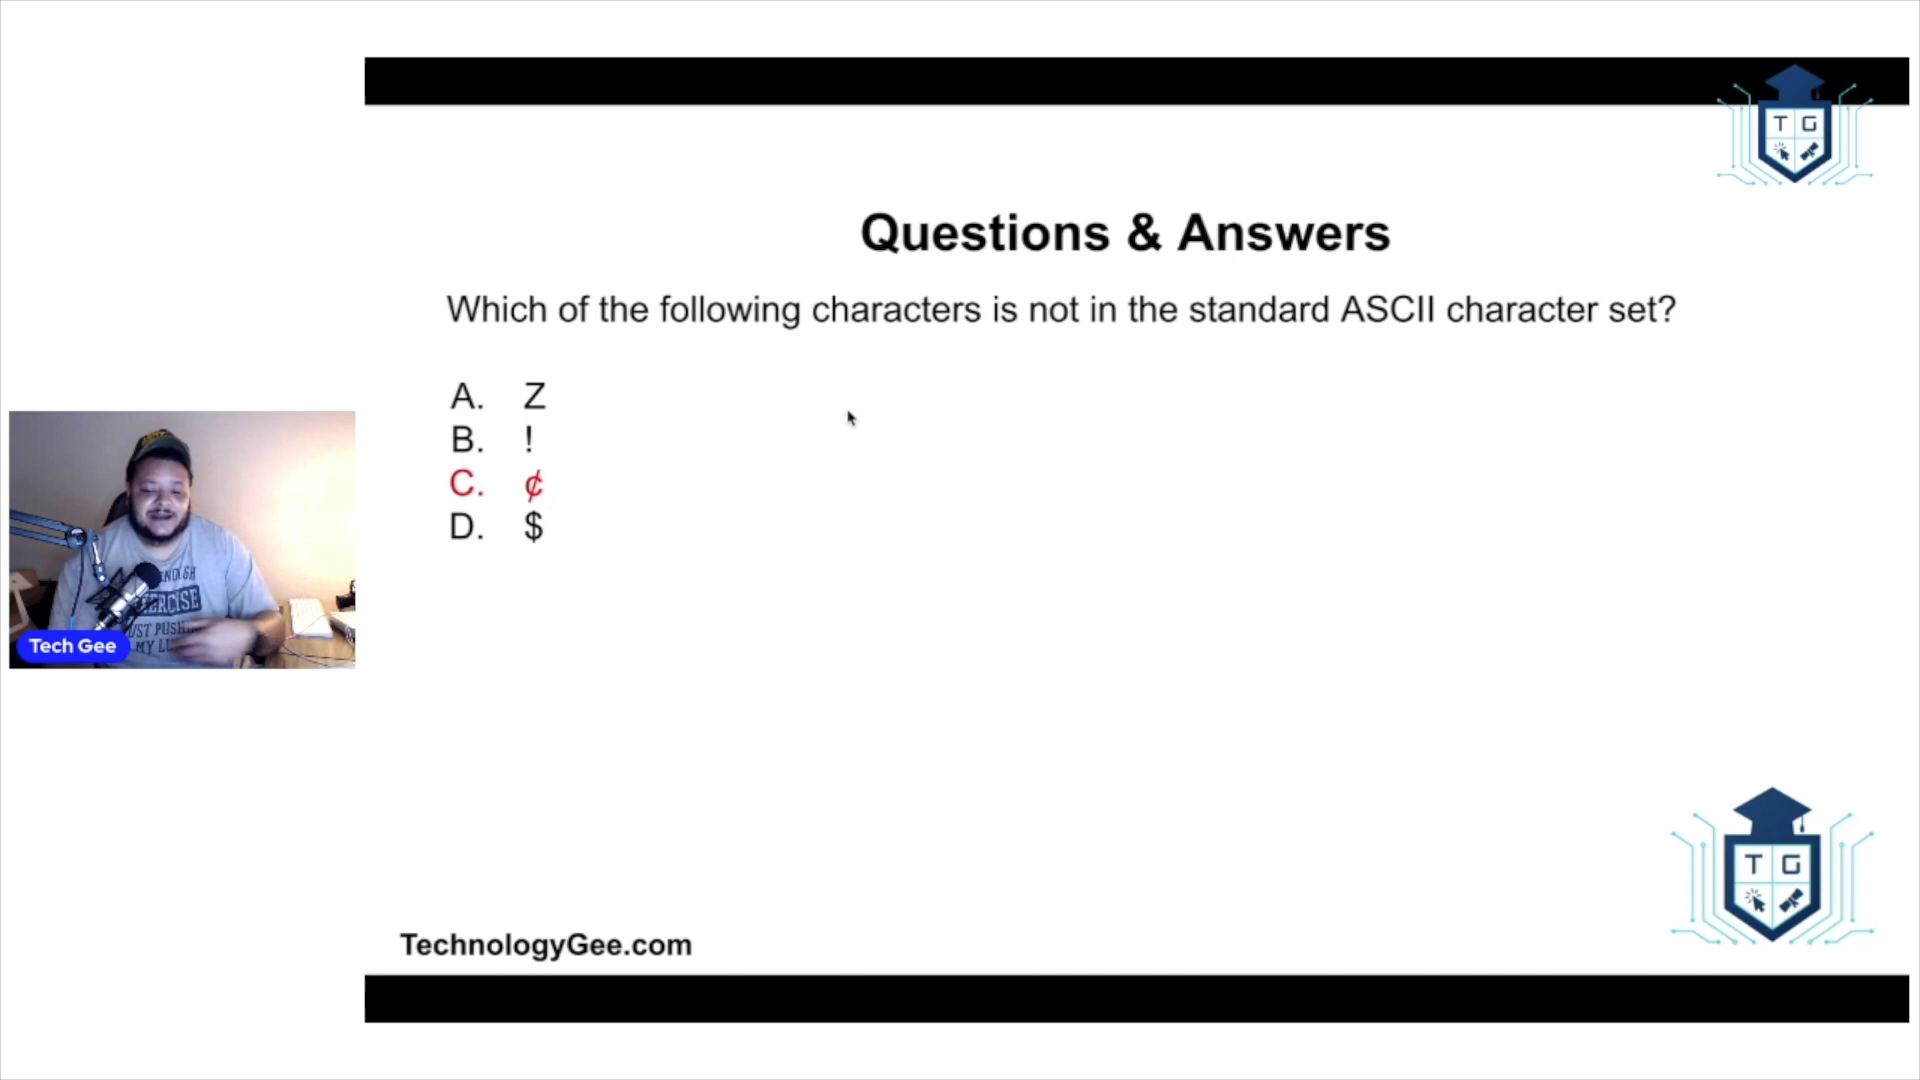 T G
Questions & Answers
Which of the following characters is not in the standard ASCII character set?
A. Z
B. !
C. ¢
D. $
Tech Gee
T G
TechnologyGee.com